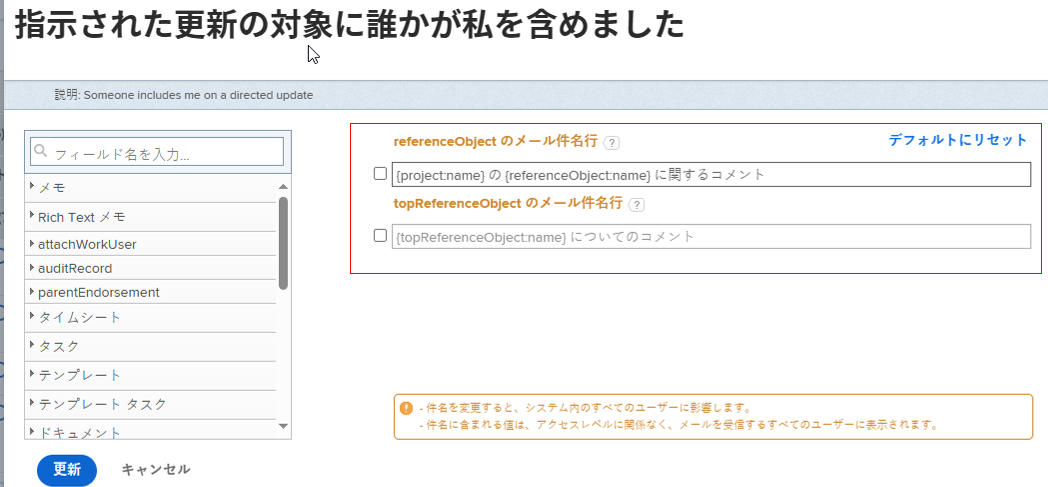 指示された更新の対象に誰かが私を含めました
説明: Someone includes me on a directed update
フィールド名を入力...
メモ
Rich Text メモ
attachWorkUser
auditRecord
parentEndorsement
タイムシート
タスク
テンプレート
テンプレート タスク
ドキュメント
referenceObject のメール件名行 ?
デフォルトにリセット
{project:name} の {referenceObject:name} に関するコメント
topReferenceObject のメール件名行 ?
{topReferenceObject:name} についてのコメント
- 件名を変更すると、システム内のすべてのユーザーに影響します。
- 件名に含まれる値は、アクセスレベルに関係なく、メールを受信するすべてのユーザーに表示されます。
更新
キャンセル